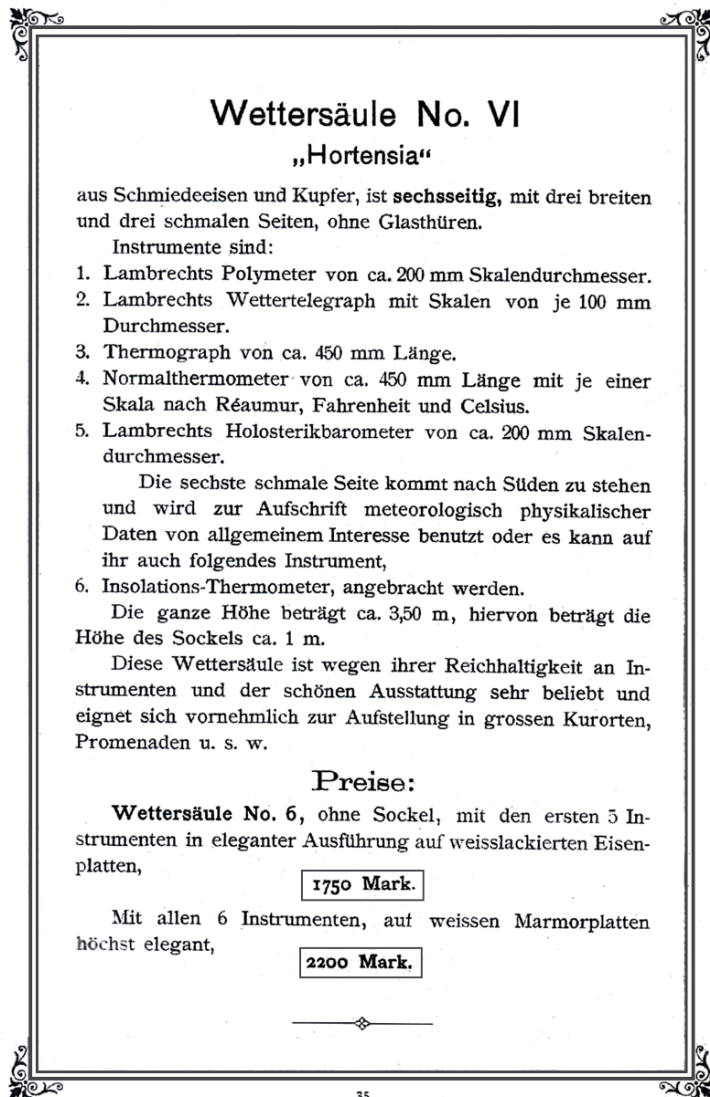 Wettersäule No. VI
„Hortensia“
aus Schmiedeeisen und Kupfer, ist sechsseitig, mit drei breiten
und drei schmalen Seiten, ohne Glasthüren.
Instrumente sind:
1. Lambrechts Polymeter von ca. 200 mm Skalendurchmesser.
2. Lambrechts Wettertelegraph mit Skalen von je 100 mm
Durchmesser.
3. Thermograph von ca. 450 mm Länge.
4. Normalthermometer von ca. 450 mm Länge mit je einer
Skala nach Réaumur, Fahrenheit und Celsius.
5. Lambrechts Holosterikbarometer von ca. 200 mm Skalen-
durchmesser.
Die sechste schmale Seite kommt nach Süden zu stehen
und wird zur Aufschrift meteorologisch physikalischer
Daten von allgemeinem Interesse benutzt oder es kann auf
ihr auch folgendes Instrument,
6. Insolations-Thermometer, angebracht werden.
Die ganze Höhe beträgt ca. 3,50 m, hiervon beträgt die
Höhe des Sockels ca. 1 m.
Diese Wettersäule ist wegen ihrer Reichhaltigkeit an In-
strumenten und der schönen Ausstattung sehr beliebt und
eignet sich vornehmlich zur Aufstellung in grossen Kurorten,
Promenaden u. s. w.
Preise:
Wettersäule No. 6, ohne Sockel, mit den ersten 5 In-
strumenten in eleganter Ausführung auf weisslackierten Eisen-
platten,
1750 Mark.
Mit allen 6 Instrumenten, auf weissen Marmorplatten
höchst elegant,
2200 Mark.
35